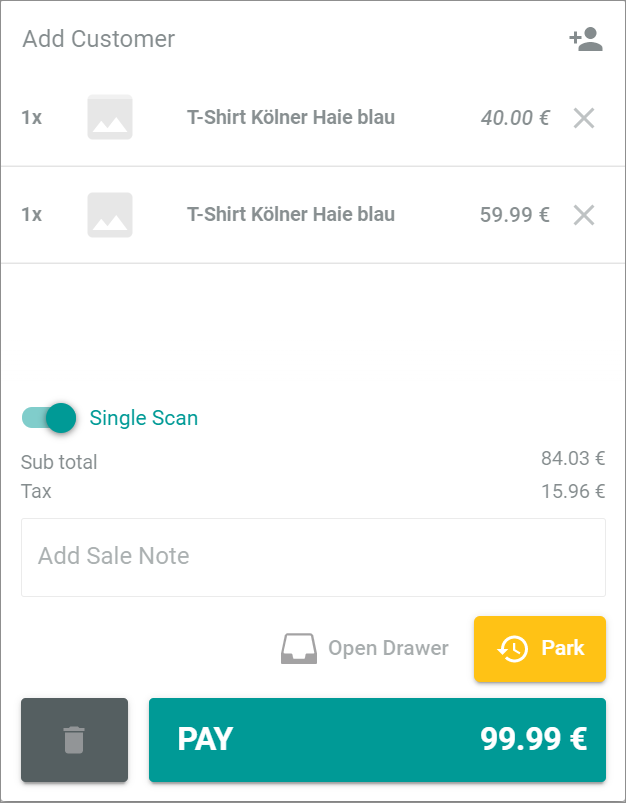 Add Customer
1x T-Shirt Kölner Haie blau 40.00 €
1x T-Shirt Kölner Haie blau 59.99 €
Single Scan
Sub total 84.03 €
Tax 15.96 €
Add Sale Note
Open Drawer Park
PAY 99.99 €